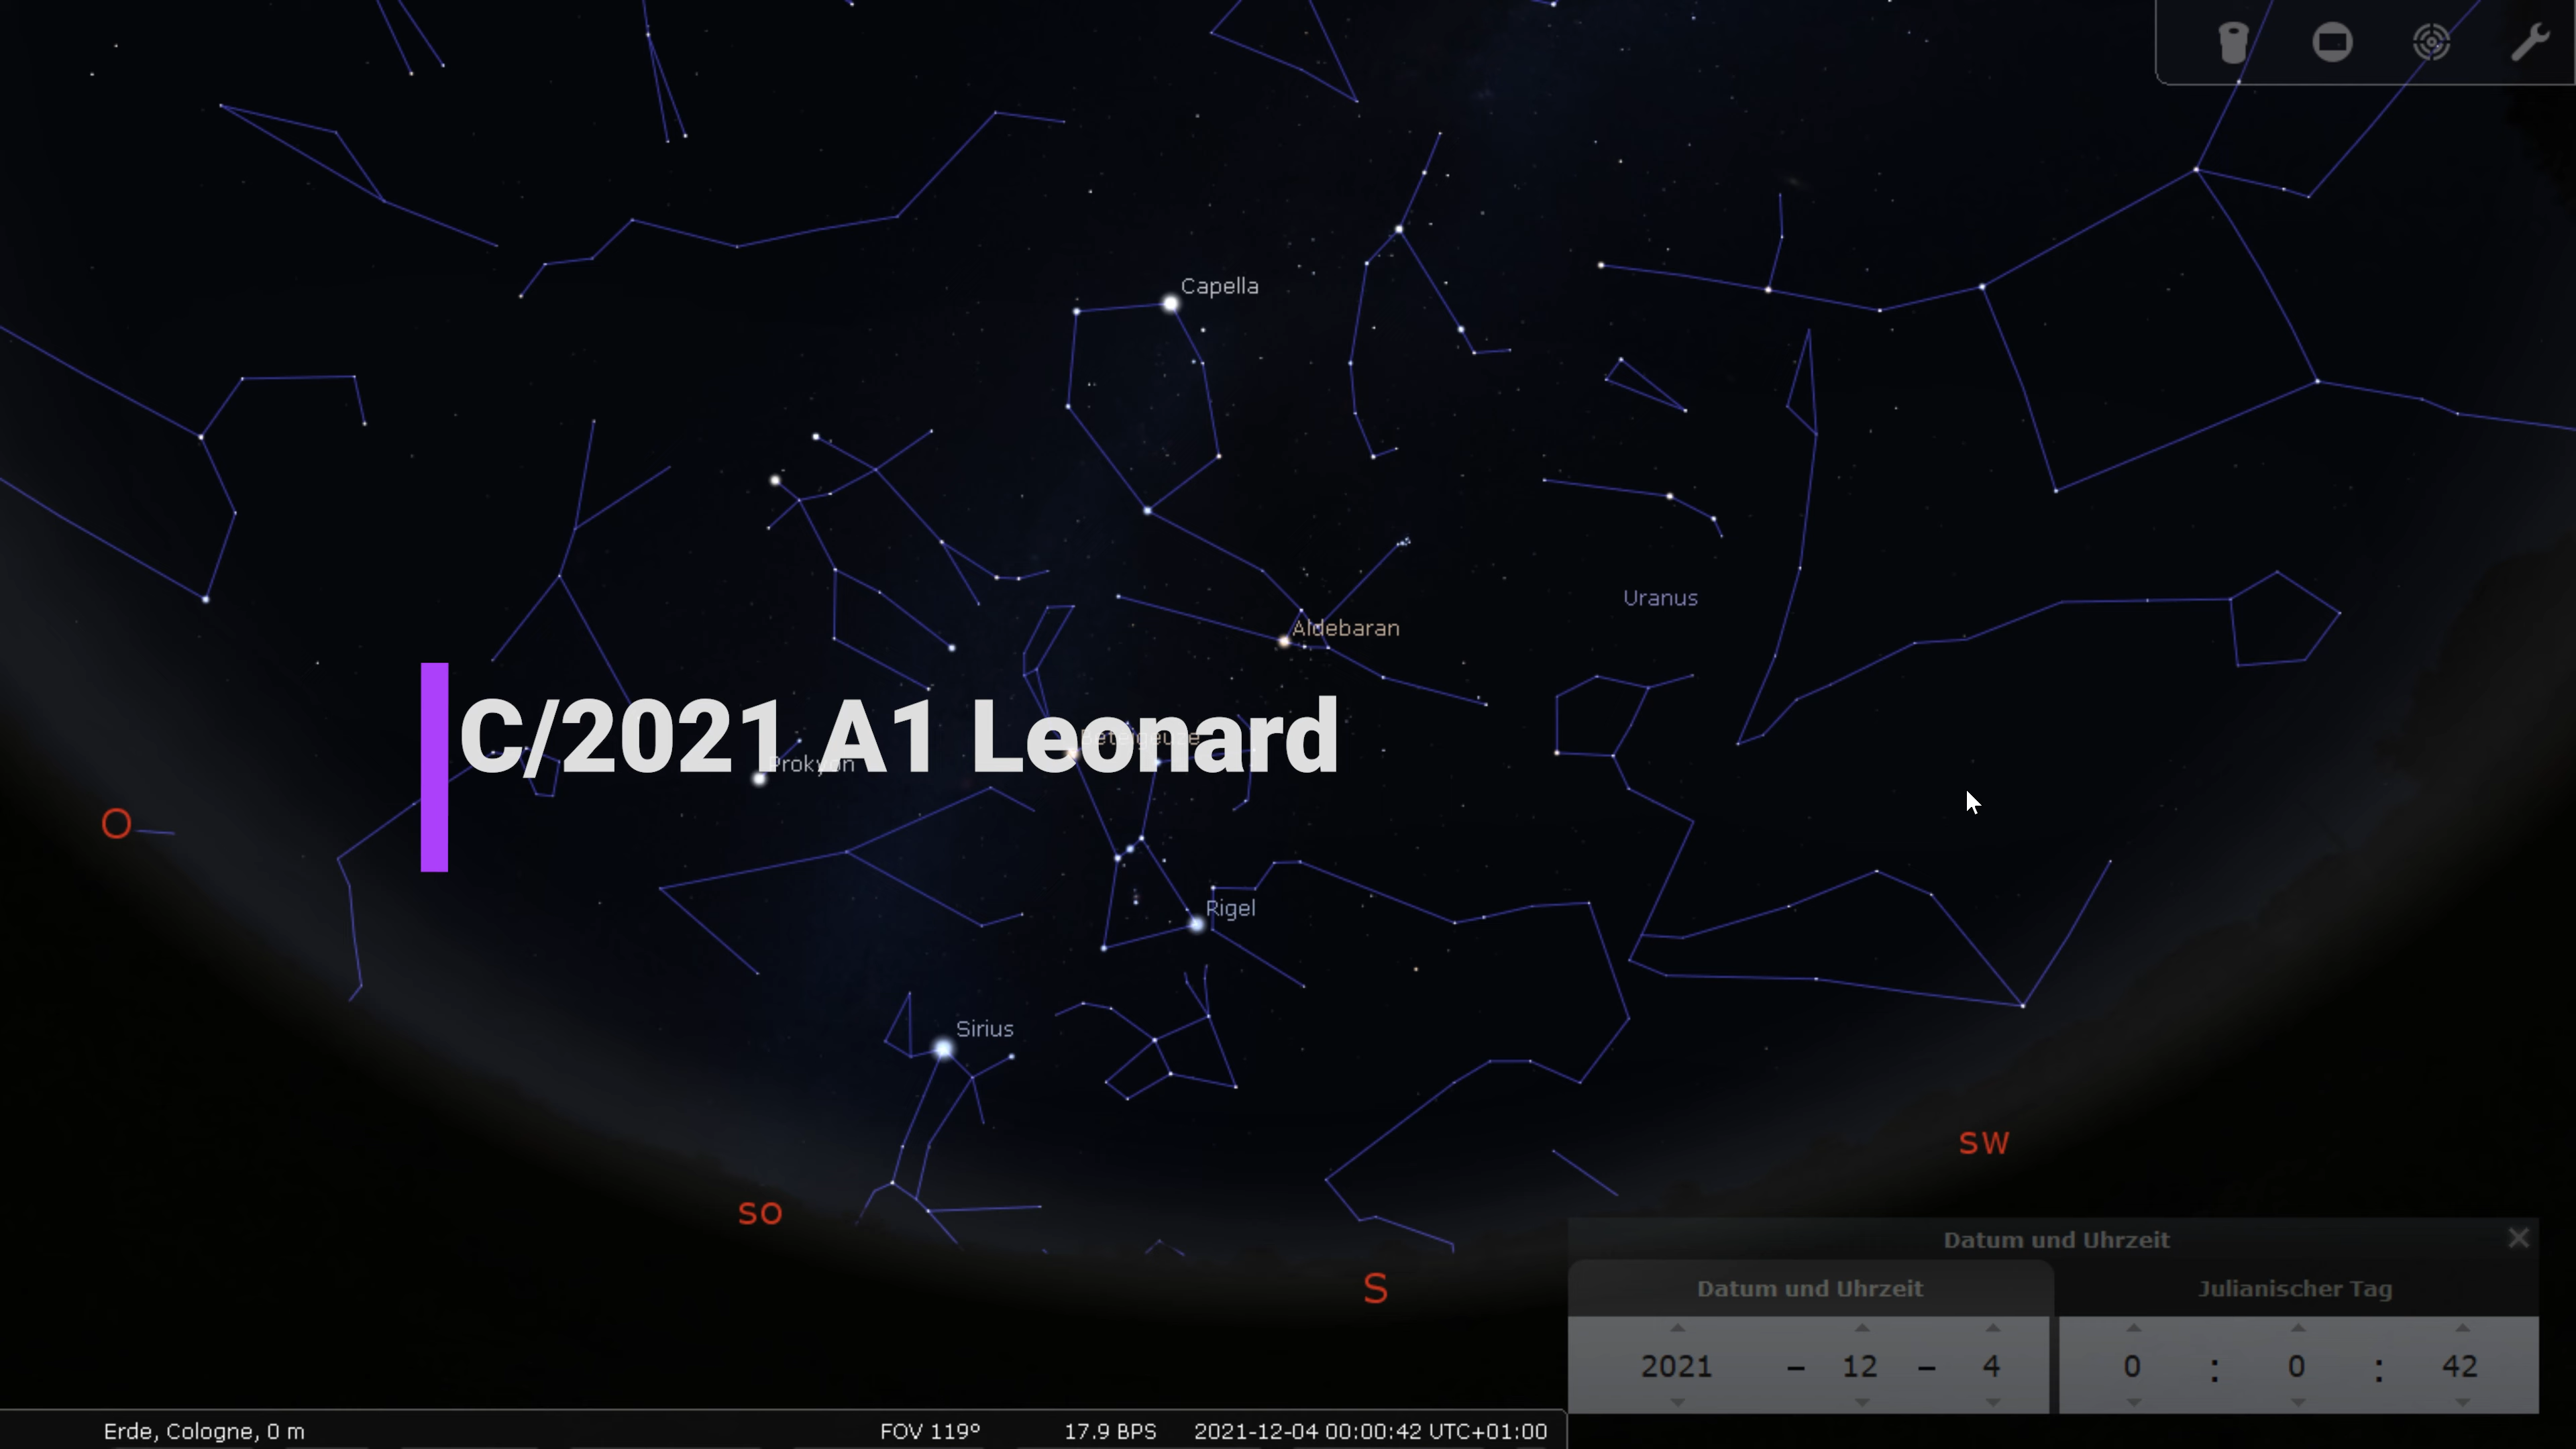 Capella
Uranus
Aldebaran
C/2021 A1 Leonard
Beteigeuze
Prokyon
O
Rigel
Sirius
SW
SO
S
Datum und Uhrzeit
Datum und Uhrzeit
Julianischer Tag
2021 - 12 - 4
0 : 0 : 42
Erde, Cologne, 0 m
FOV 119°
17.9 BPS
2021-12-04 00:00:42 UTC+01:00